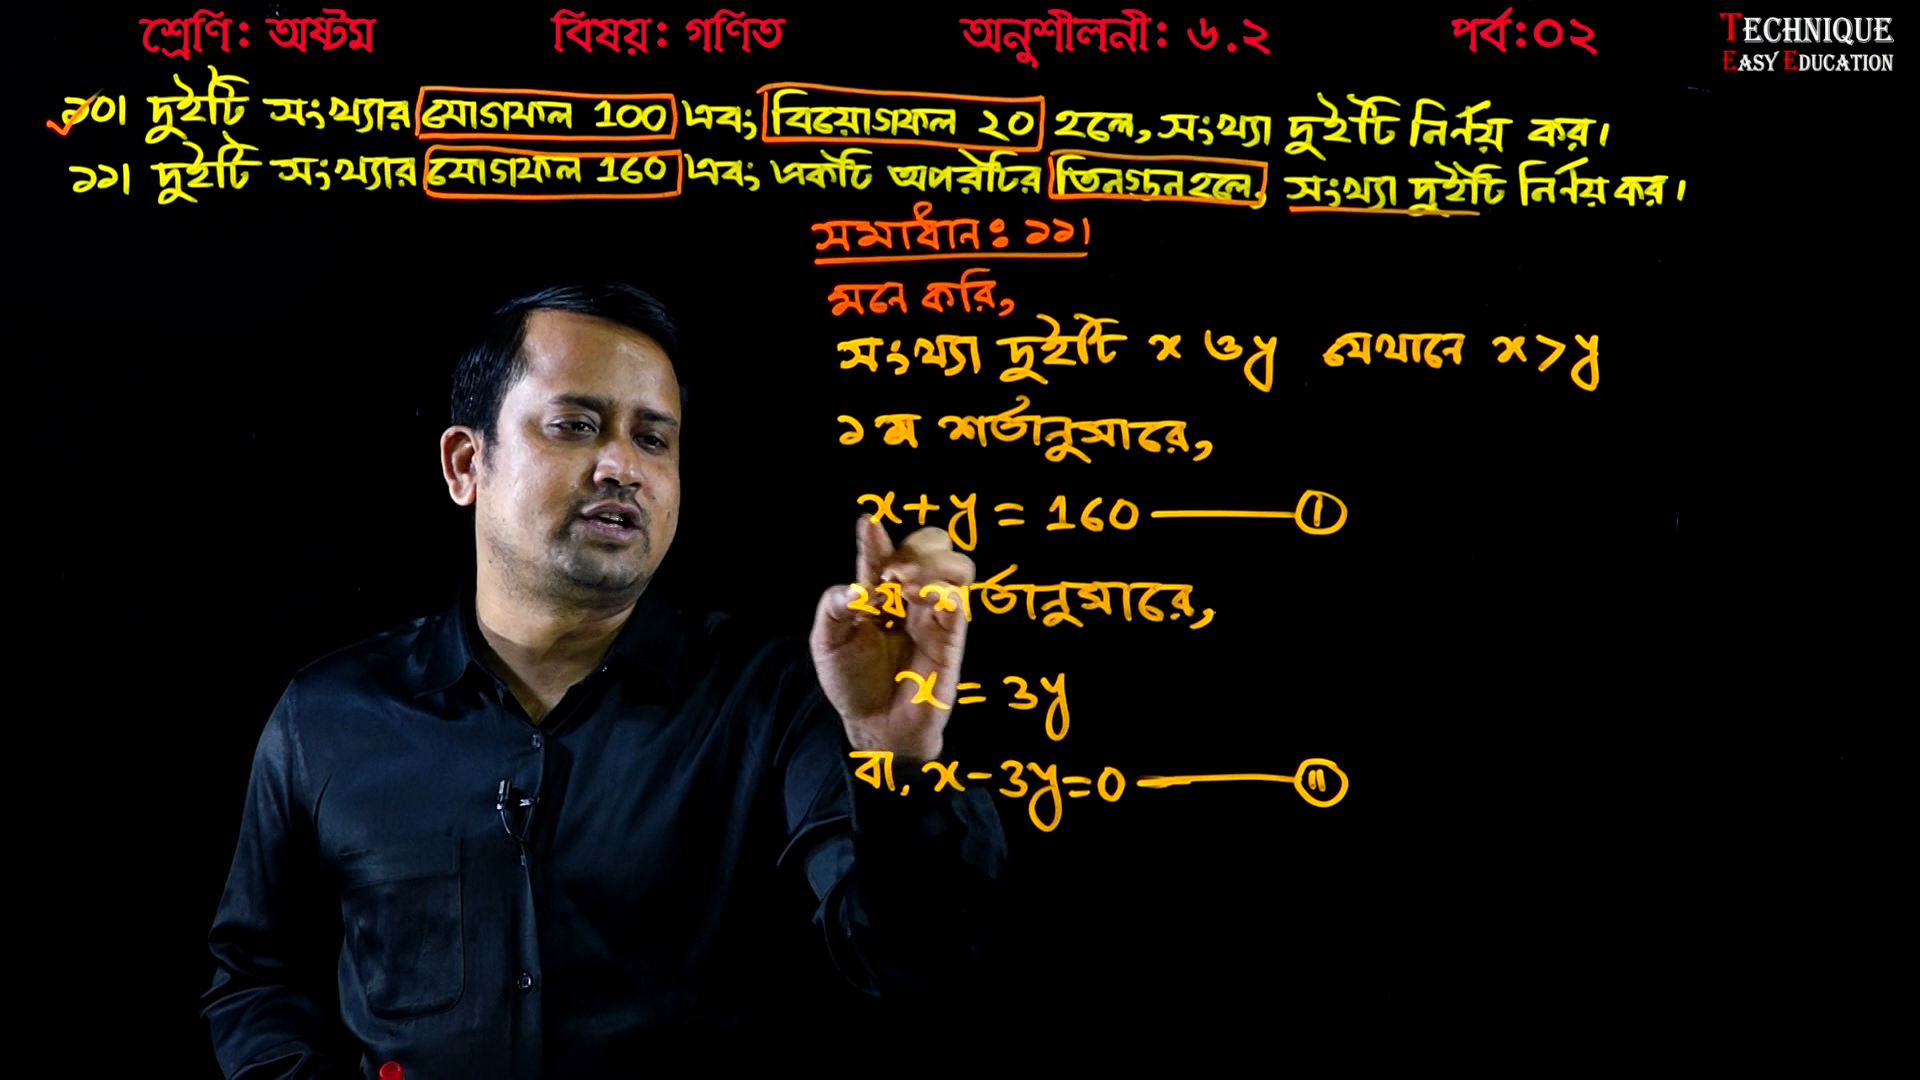 শ্রেণি: অষ্টম বিষয়: গণিত অনুশীলনী: ৬.২ পর্ব:০২ TECHNIQUE EASY EDUCATION
১০। দুইটি সংখ্যার যোগফল 100 এবং বিয়োগফল ২০ হলে, সংখ্যা দুইটি নির্ণয় কর।
১১। দুইটি সংখ্যার যোগফল 160 এবং একটি অপরটির তিনগুন হলে, সংখ্যা দুইটি নির্ণয় কর।
সমাধান: ১১।
মনে করি,
সংখ্যা দুইটি x ও y যেখানে x > y
১ম শর্তানুসারে,
x + y = 160 ——— (I)
২য় শর্তানুসারে,
x = 3y
বা, x - 3y = 0 ——— (II)